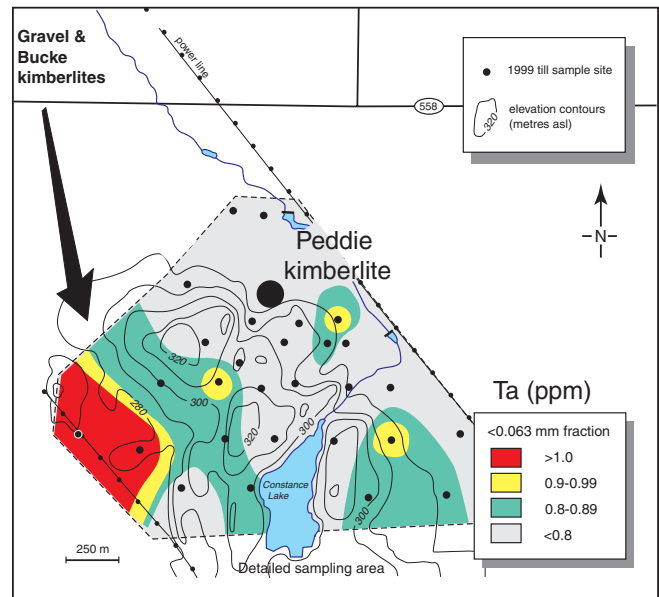 Gravel &
Bucke
kimberlites
power line
1999 till sample site
558
320
elevation contours
(metres asl)
N
Peddie
kimberlite
320
280
300
320
300
300
Ta (ppm)
<0.063 mm fraction
>1.0
0.9-0.99
0.8-0.89
<0.8
Constance
Lake
250 m
Detailed sampling area